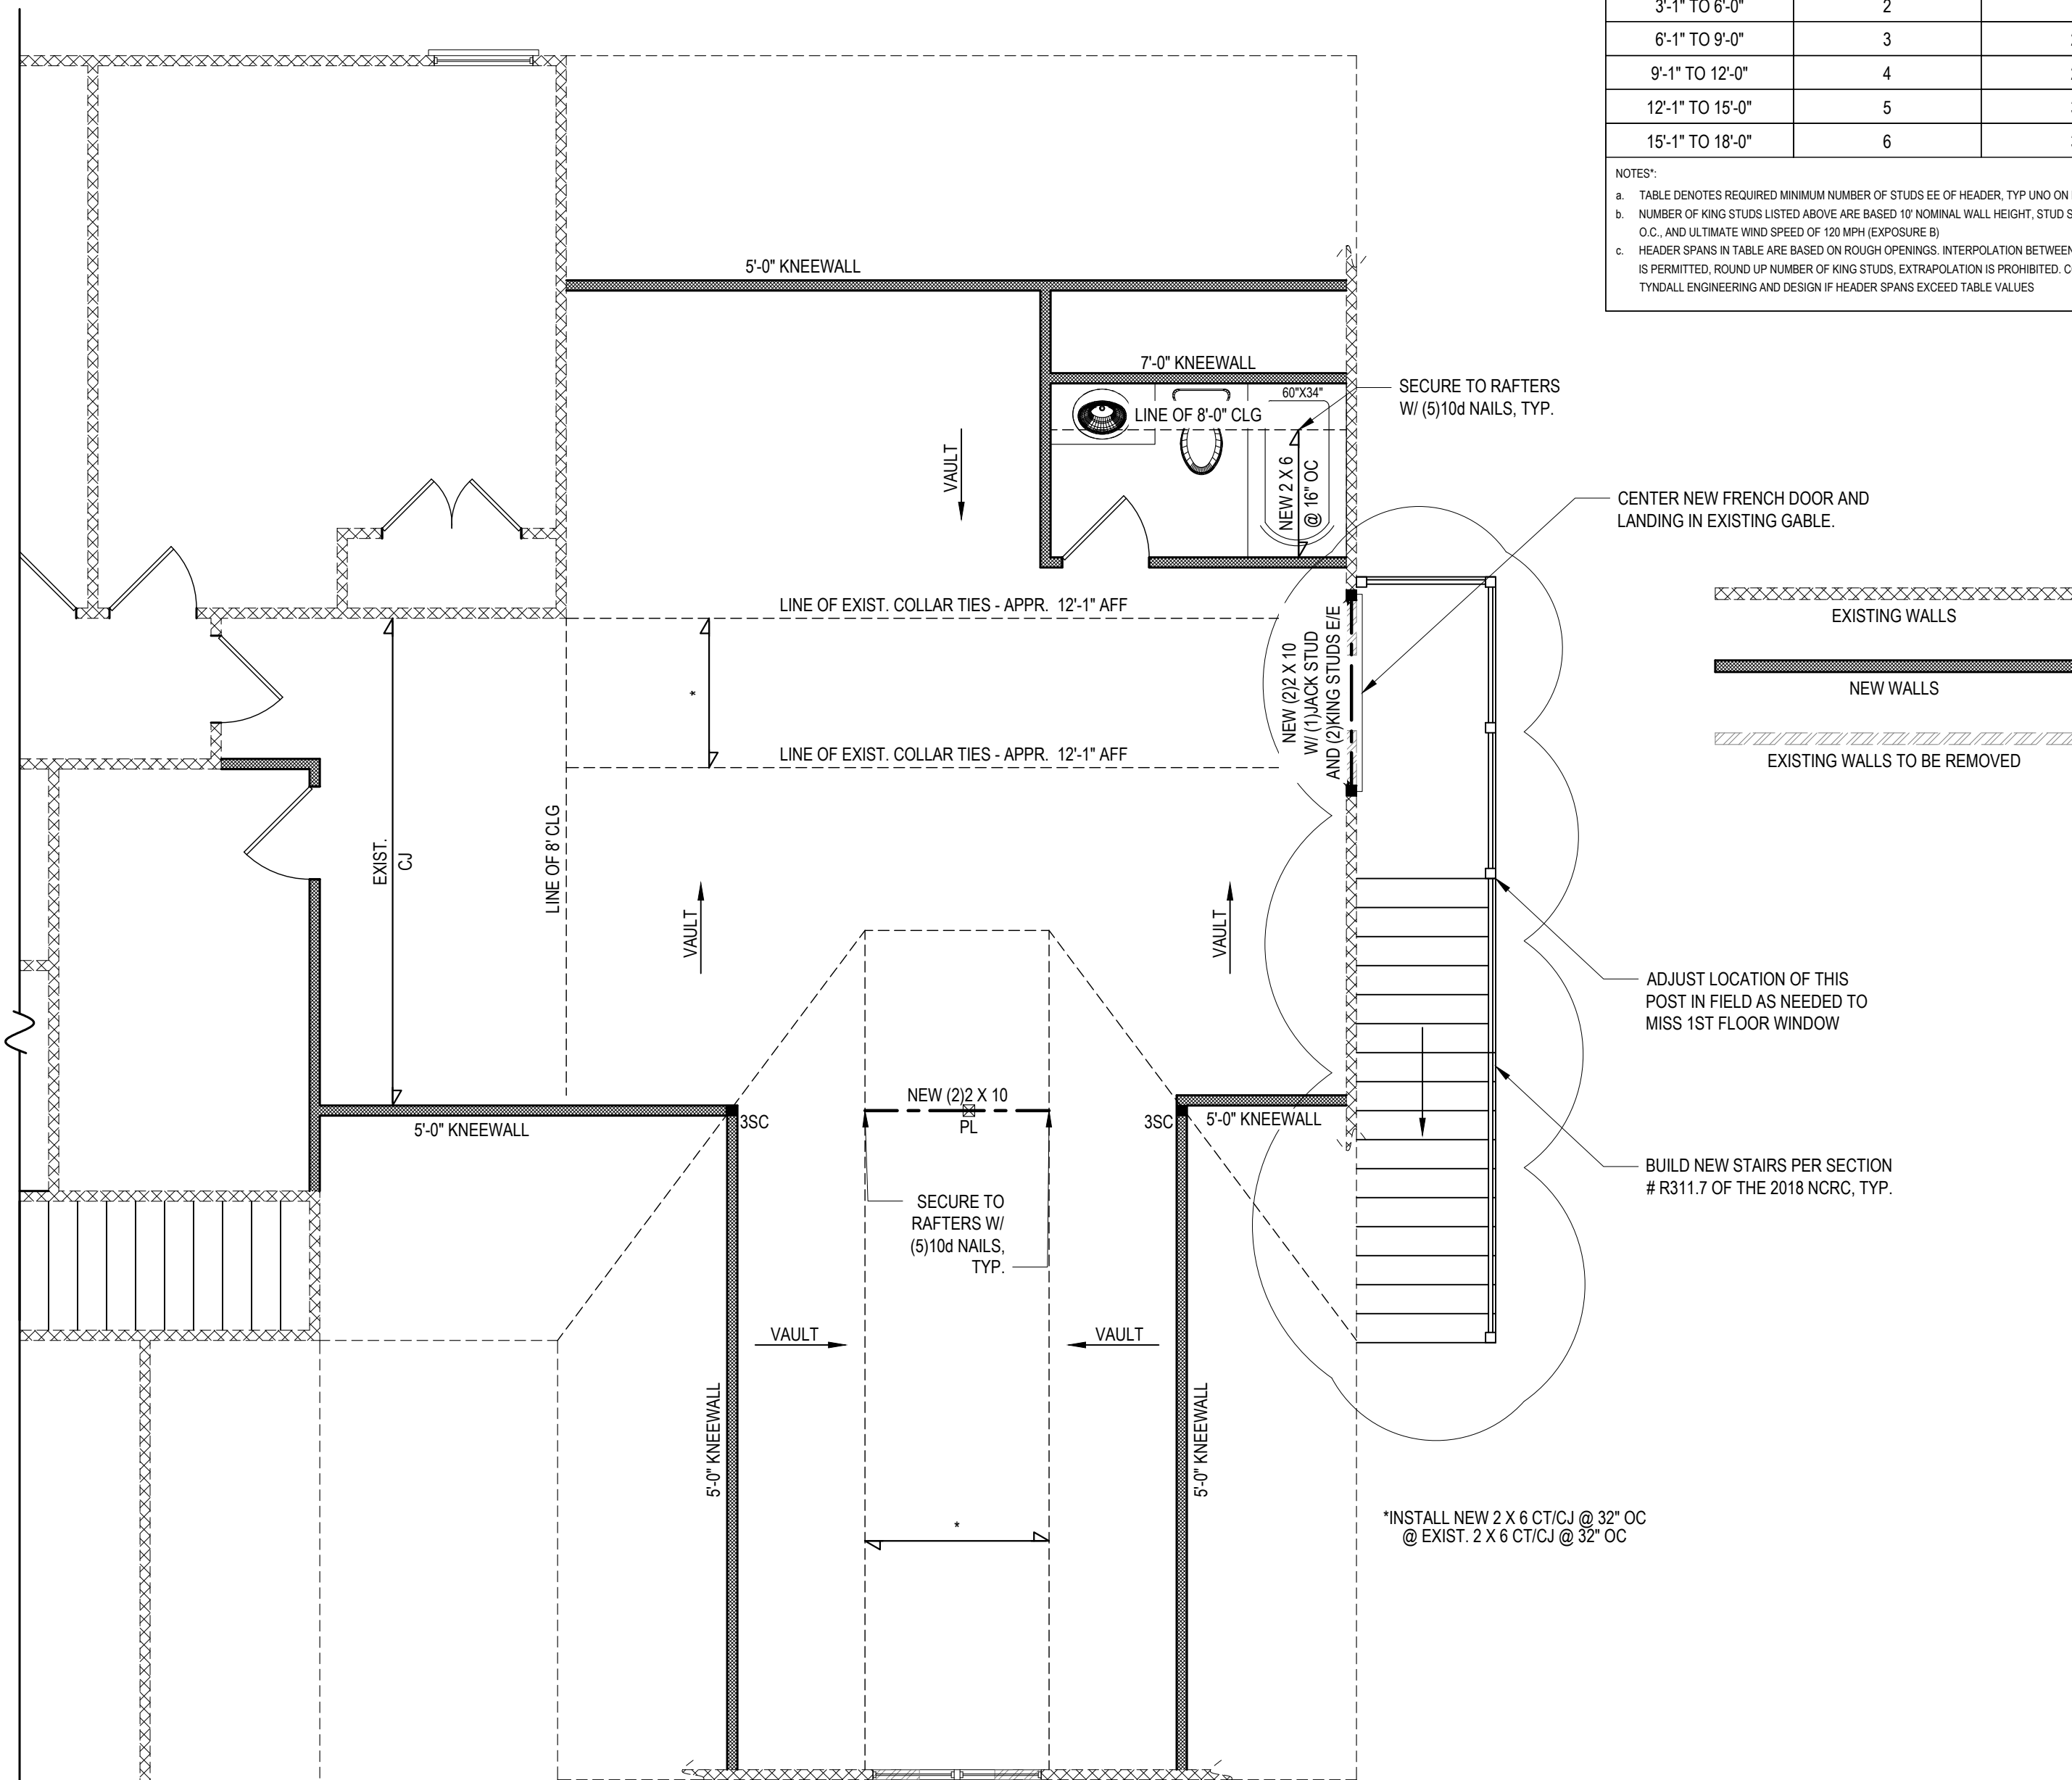 3'-1" TO 6'-0" 2
6'-1" TO 9'-0" 3
9'-1" TO 12'-0" 4
12'-1" TO 15'-0" 5
15'-1" TO 18'-0" 6
NOTES*:
a. TABLE DENOTES REQUIRED MINIMUM NUMBER OF STUDS EE OF HEADER, TYP UNO ON
b. NUMBER OF KING STUDS LISTED ABOVE ARE BASED 10' NOMINAL WALL HEIGHT, STUD
O.C., AND ULTIMATE WIND SPEED OF 120 MPH (EXPOSURE B)
c. HEADER SPANS IN TABLE ARE BASED ON ROUGH OPENINGS. INTERPOLATION BETWEEN
IS PERMITTED, ROUND UP NUMBER OF KING STUDS, EXTRAPOLATION IS PROHIBITED.
TYNDALL ENGINEERING AND DESIGN IF HEADER SPANS EXCEED TABLE VALUES
5'-0" KNEEWALL
7'-0" KNEEWALL
60"X34"
LINE OF 8'-0" CLG
SECURE TO RAFTERS
W/ (5)10d NAILS, TYP.
VAULT
NEW 2 X 6
@ 16" OC
CENTER NEW FRENCH DOOR AND
LANDING IN EXISTING GABLE.
EXISTING WALLS
NEW WALLS
EXISTING WALLS TO BE REMOVED
LINE OF EXIST. COLLAR TIES - APPR. 12'-1" AFF
*
NEW (2)2 X 10
W/ (1)JACK STUD
AND (2)KING STUDS E/E
LINE OF EXIST. COLLAR TIES - APPR. 12'-1" AFF
EXIST.
CJ
LINE OF 8' CLG
VAULT
VAULT
ADJUST LOCATION OF THIS
POST IN FIELD AS NEEDED TO
MISS 1ST FLOOR WINDOW
NEW (2)2 X 10
PL
3SC
3SC
5'-0" KNEEWALL
5'-0" KNEEWALL
BUILD NEW STAIRS PER SECTION
# R311.7 OF THE 2018 NCRC, TYP.
SECURE TO
RAFTERS W/
(5)10d NAILS,
TYP.
VAULT
VAULT
5'-0" KNEEWALL
5'-0" KNEEWALL
*
*INSTALL NEW 2 X 6 CT/CJ @ 32" OC
@ EXIST. 2 X 6 CT/CJ @ 32" OC